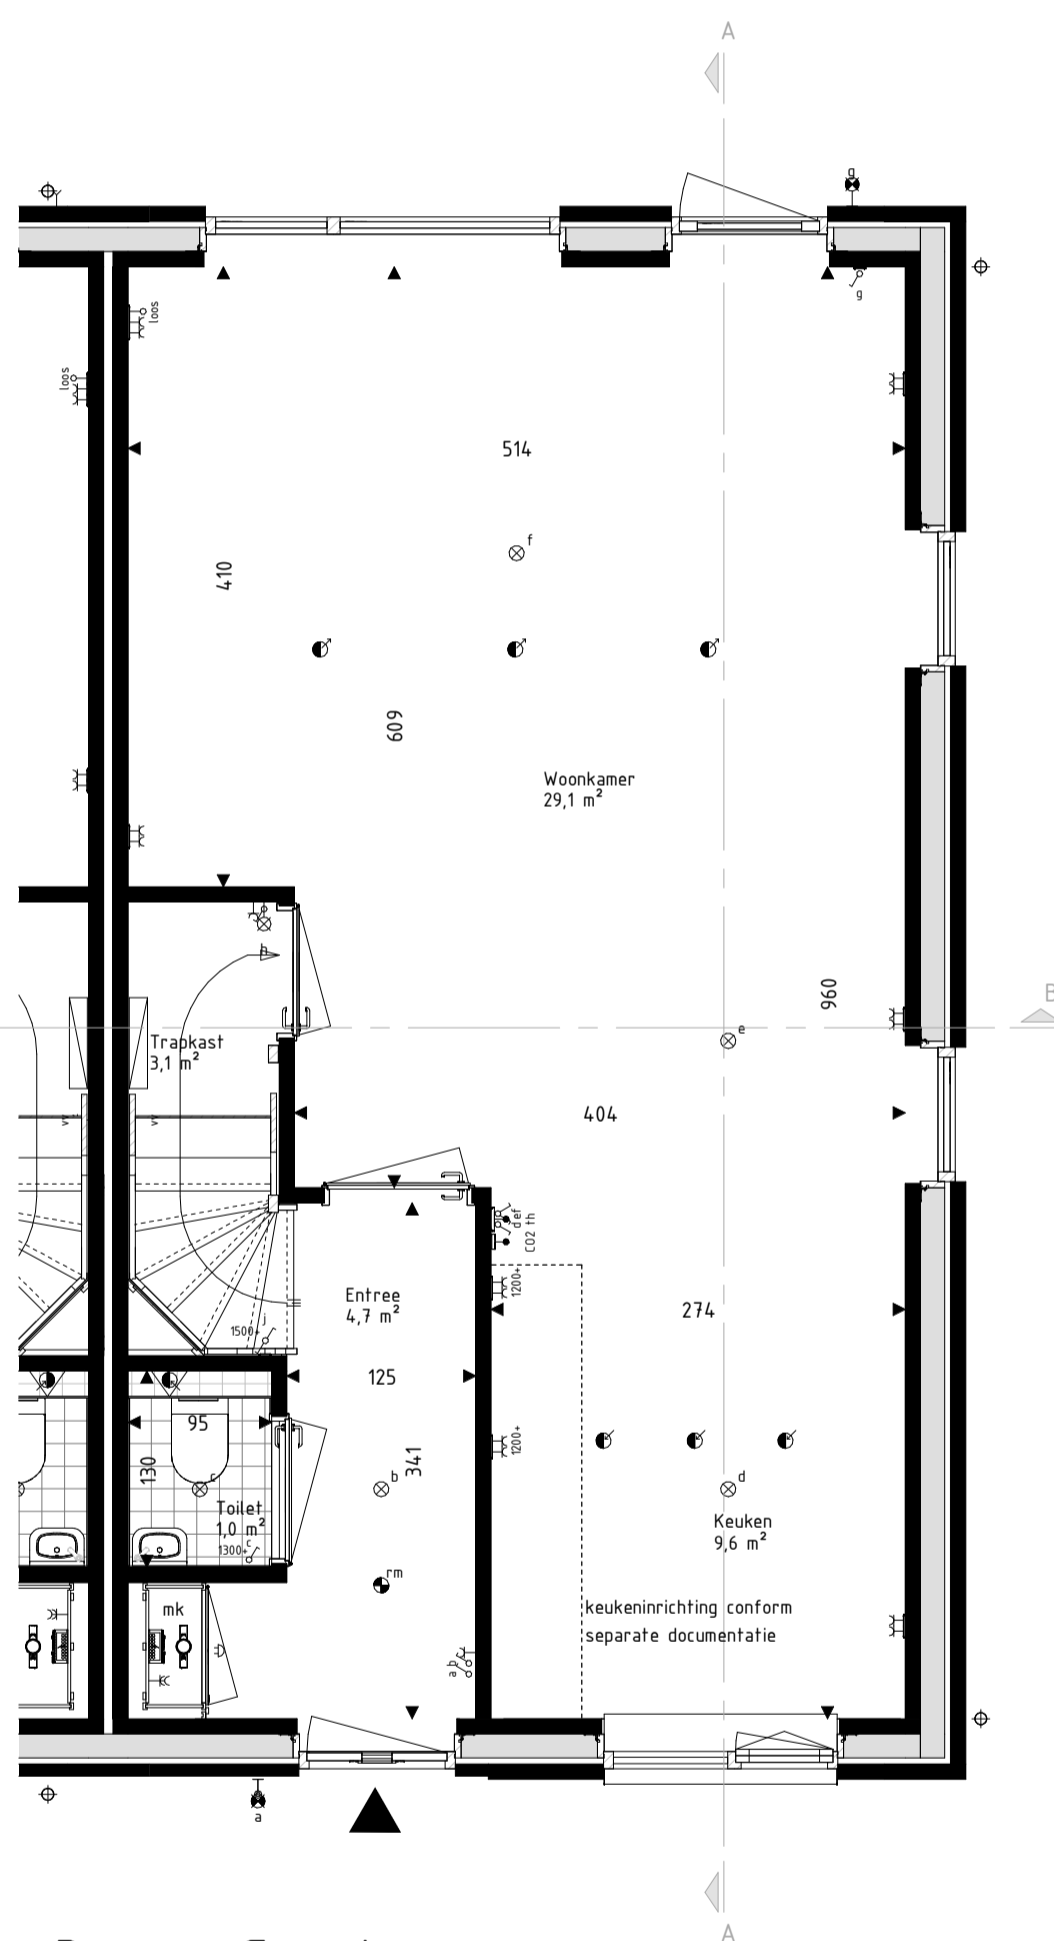 A
g
g
loos
loos
514
f
410
609
Woonkamer
29,1 m²
h
960
B
Trapkast
3,1 m²
e
404
vv
vv
d e f
CO2 th
1200+
Entree
4,7 m²
274
j
1500+
125
95
1200+
341
130
c
b
d
Toilet
1,0 m²
c
1300+
Keuken
9,6 m²
rm
mk
keukeninrichting conform
separate documentatie
a b
a
A